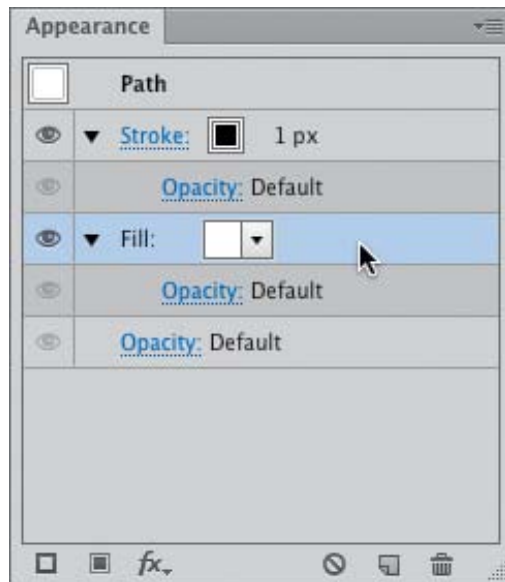 Appearance
Path
Stroke: 1 px
Opacity: Default
Fill:
Opacity: Default
Opacity: Default
fx